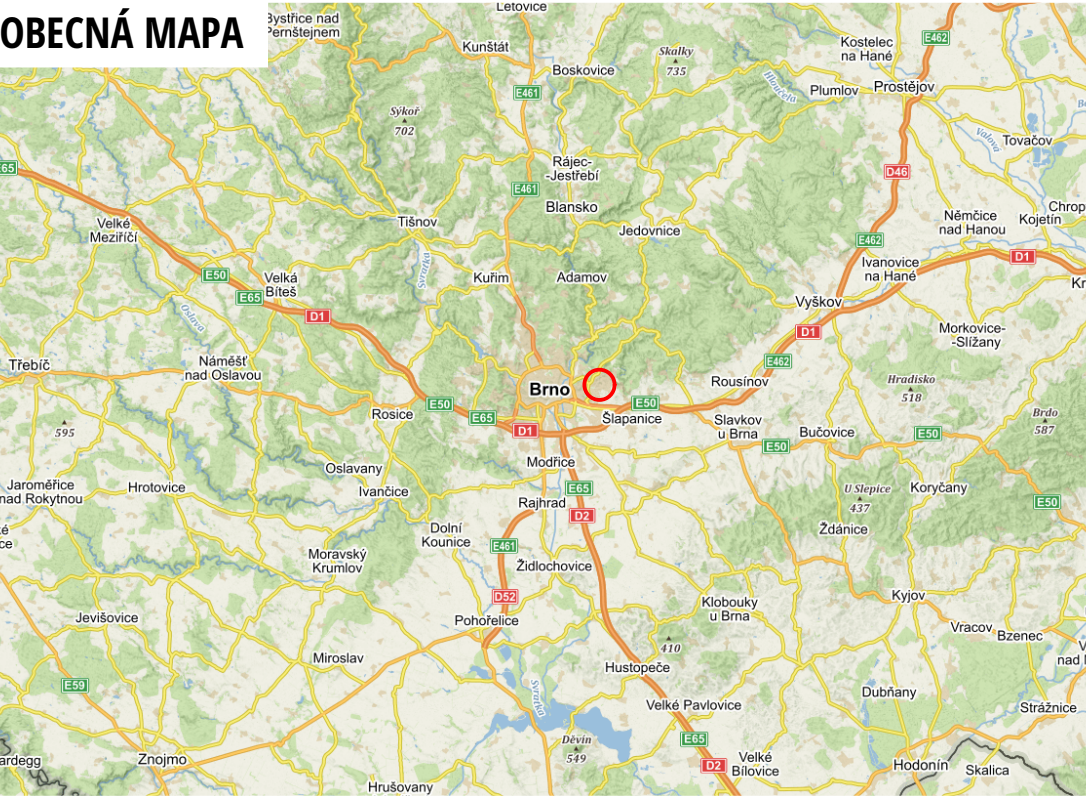 OBECNÁ MAPA
Bystřice nad
Pernštejnem
Letovice
Kunštát
Boskovice
Skalky
735
Kostelec
na Hané
E462
Plumlov
Prostějov
Hloučela
E461
Sýkoř
702
Valova
Tovačov
Rájec-
-Jestřebí
E65
D46
E461
Blansko
Velké
Meziříčí
Tišnov
Jedovnice
Němčice
nad Hanou
Kojetín
E462
D1
Svratka
Kuřim
Adamov
Ivanovice
na Hané
E50
Velká
Bíteš
E65
D1
Oslava
Vyškov
D1
Morkovice-
-Slížany
Třebíč
Náměšť
nad Oslavou
E462
Brno
Rousínov
Hradisko
518
E50
E65
Rosice
E50
Šlapanice
D1
Slavkov
u Brna
Bučovice
E50
E50
Brdo
587
595
Modřice
Oslavany
Ivančice
Jaroměřice
nad Rokytnou
Hrotovice
E65
Rajhrad
D2
U Slepice
437
Koryčany
E50
Dolní
Kounice
Ždánice
E461
Moravský
Krumlov
Židlochovice
D52
Pohořelice
Klobouky
u Brna
Kyjov
Jevišovice
Vracov
Bzenec
410
Miroslav
Hustopeče
E59
Svratka
Dubňany
Velké Pavlovice
Strážnice
Děvín
549
E65
Znojmo
D2
Velké
Bílovice
Hodonín
Skalica
Hrušovany